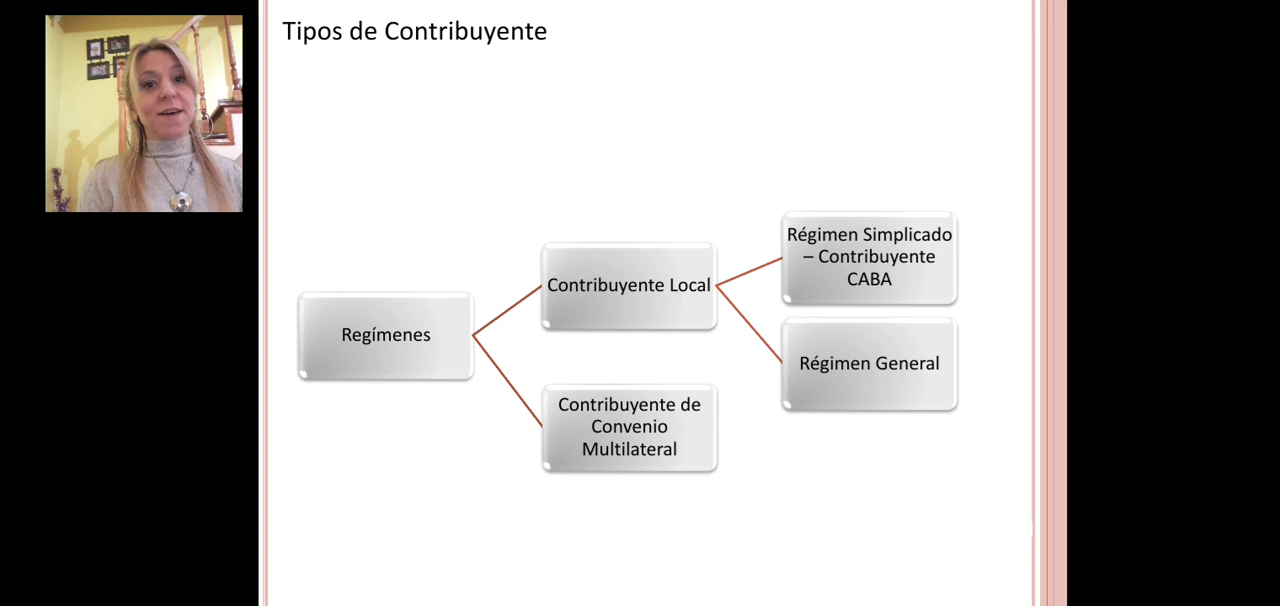 Tipos de Contribuyente
Regímenes
Contribuyente Local
Contribuyente de
Convenio
Multilateral
Régimen Simplicado
– Contribuyente
CABA
Régimen General